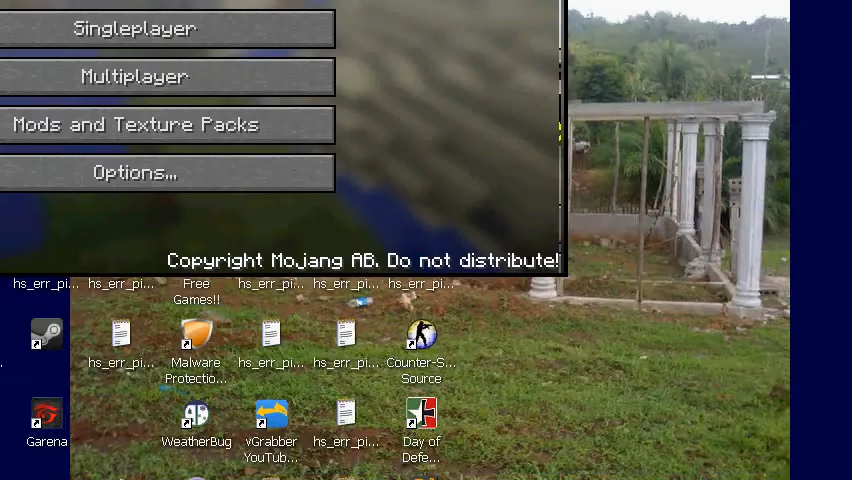 Singleplayer
Multiplayer
Mods and Texture Packs
Options...
Copyright Mojang AB. Do not distribute!
hs_err_pi... hs_err_pi... Free Games!! hs_err_pi... hs_err_pi... hs_err_pi...
hs_err_pi... Malware Protectio... hs_err_pi... hs_err_pi... Counter-S... Source
Garena WeatherBug vGrabber YouTub... hs_err_pi... Day of Defe...